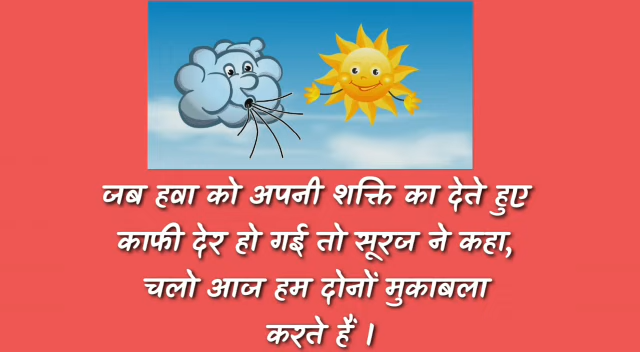 जब हवा को अपनी शक्ति का देते हुए
काफी देर हो गई तो सूरज ने कहा,
चलो आज हम दोनों मुकाबला
करते हैं ।